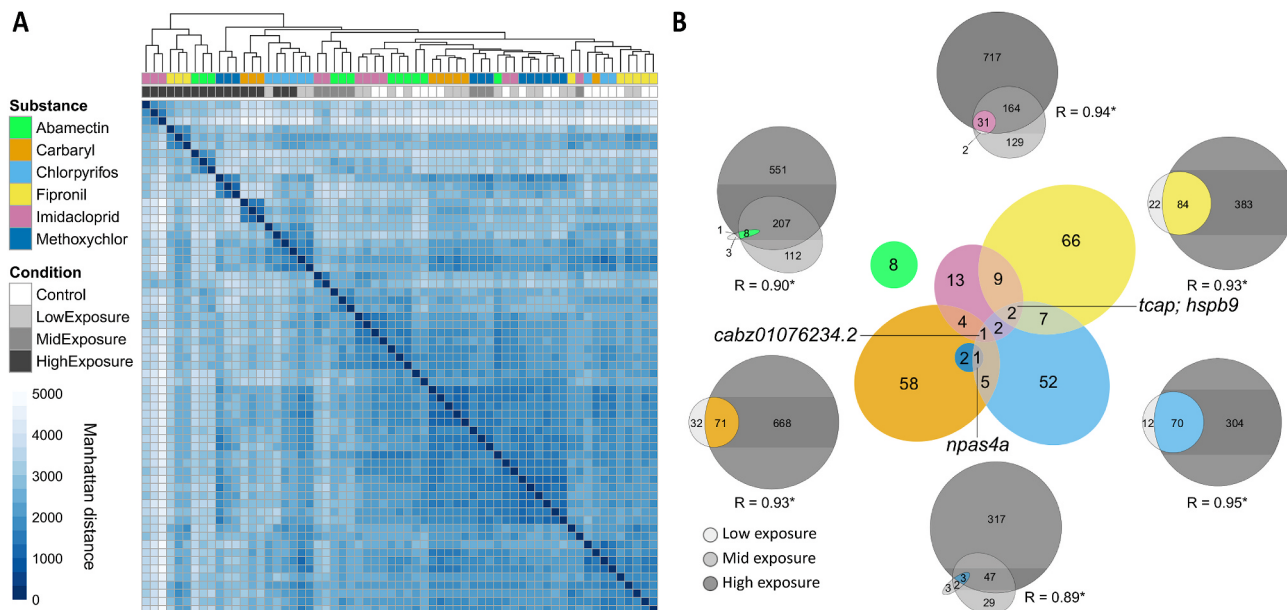 A
Substance
Abamectin
Carbaryl
Chlorpyrifos
Fipronil
Imidacloprid
Methoxychlor
Condition
Control
LowExposure
MidExposure
HighExposure
5000
4000
3000
2000
1000
0
Manhattan distance
B
717
164
31
2
129
R = 0.94*
551
207
1
8
3
112
R = 0.90*
22
84
383
R = 0.93*
8
13
9
66
2
7
4
2
1
2
1
58
5
52
tcap; hspb9
cabz01076234.2
npas4a
32
71
668
R = 0.93*
12
70
304
R = 0.95*
317
47
3
2
3
29
R = 0.89*
Low exposure
Mid exposure
High exposure